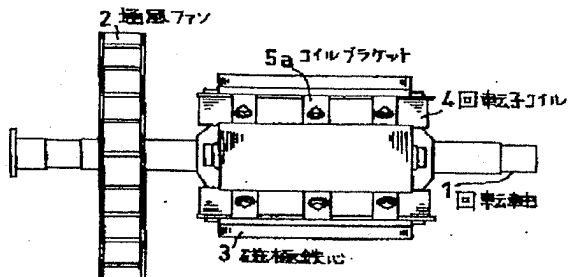 2 通風ファン
5a コイルブラケット
4 回転子コイル
1 回転軸
3 磁極鉄心